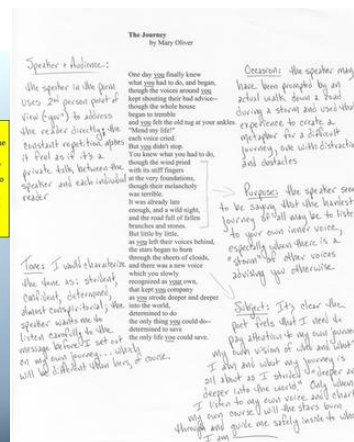 The Journey
by Mary Oliver
Speaker + Audience:
the speaker in the poem
uses 2nd person point of
view ("you") to address
the reader directly; the
constant repetition makes
it feel as if it's a
private talk between the
speaker and each individual
reader
Tone: I would characterize
the tone as: strident,
confident, determined,
almost conspiratorial; the
speaker wants me to
listen carefully to the
message before I set out
on my own journey... which
will be different than hers, of course.
One day you finally knew
what you had to do, and began,
though the voices around you
kept shouting their bad advice--
though the whole house
began to tremble
and you felt the old tug at your ankles.
"Mend my life!"
each voice cried.
But you didn't stop.
You knew what you had to do,
though the wind pried
with its stiff fingers
at the very foundations,
though their melancholy
was terrible.
It was already late
enough, and a wild night,
and the road full of fallen
branches and stones.
But little by little,
as you left their voices behind,
the stars began to burn
through the sheets of clouds,
and there was a new voice
which you slowly
recognized as your own,
that kept you company
as you strode deeper and deeper
into the world,
determined to do
the only thing you could do--
determined to save
the only life you could save.
Occasion: the speaker may
have been prompted by an
actual walk down a road
during a storm and used that
experience to create a
metaphor for a difficult
journey, one with distractions
and obstacles
Purpose: the speaker seems
to be saying that the hardest
journey of all may be to listen
to your own inner voice,
especially when there is a
"storm" of other voices
advising you otherwise.
Subject: It's clear the
poet feels that I need to
pay attention to my own journey,
my own vision of who and what
I am and what my journey is
all about as I "strode deeper and
deeper into the world." Only when
I listen to my own voice and chart
my own course will the stars burn
through and guide me safely inside to who
I am